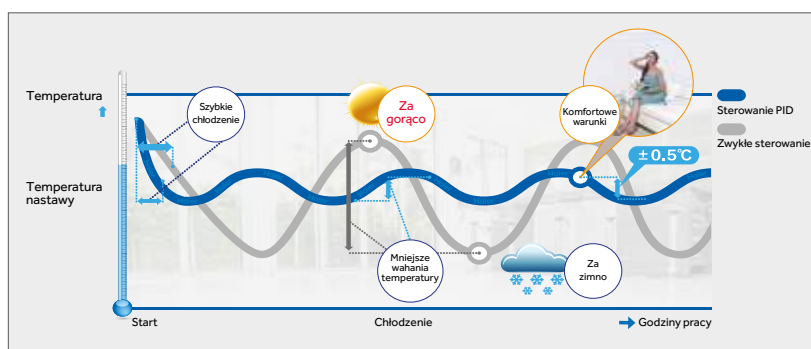 Temperatura
Szybkie
chłodzenie
Za
gorąco
Komfortowe
warunki
Sterowanie PID
Zwykłe sterowanie
± 0.5°C
Temperatura
nastawy
Mniejsze
wahania
temperatury
Za
zimno
Start
Chłodzenie
Godziny pracy